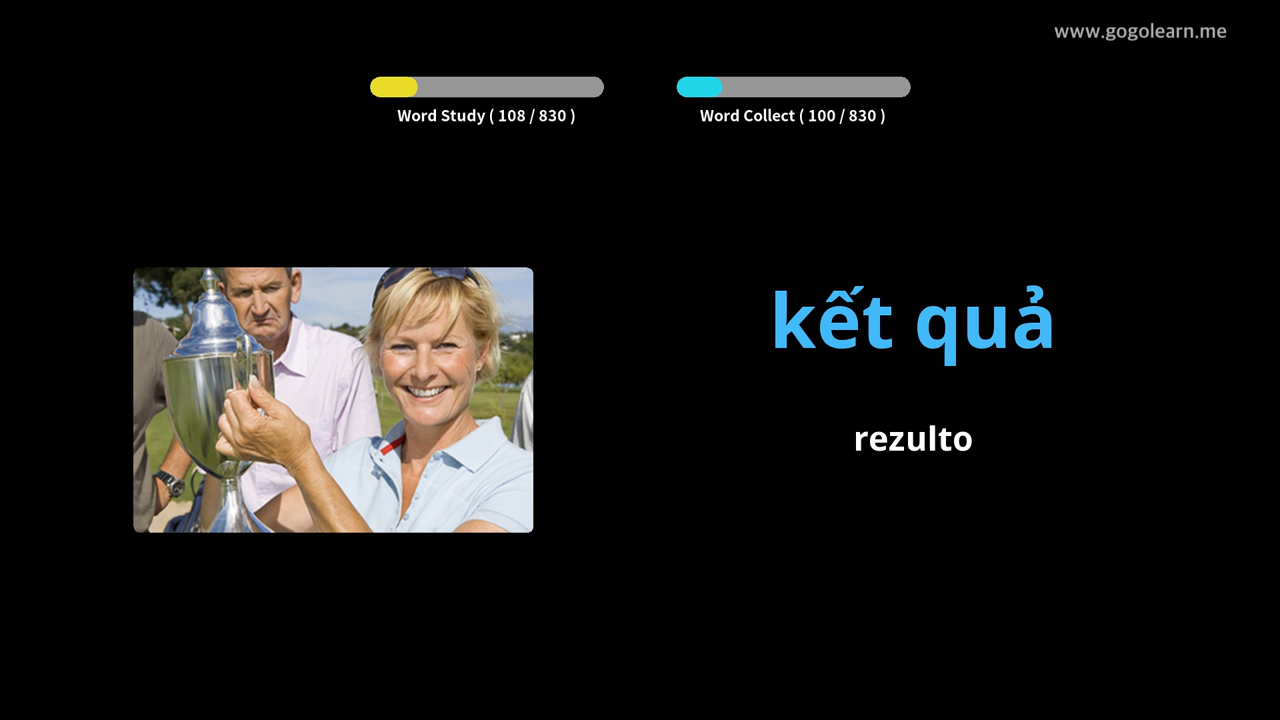 www.gogolearn.me
Word Study ( 108 / 830 )
Word Collect ( 100 / 830 )
kết quả
rezulto